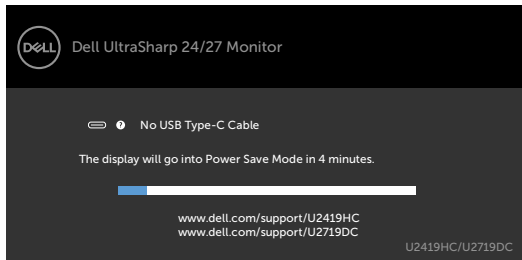 DELL
Dell UltraSharp 24/27 Monitor
? No USB Type-C Cable
The display will go into Power Save Mode in 4 minutes.
www.dell.com/support/U2419HC
www.dell.com/support/U2719DC
U2419HC/U2719DC